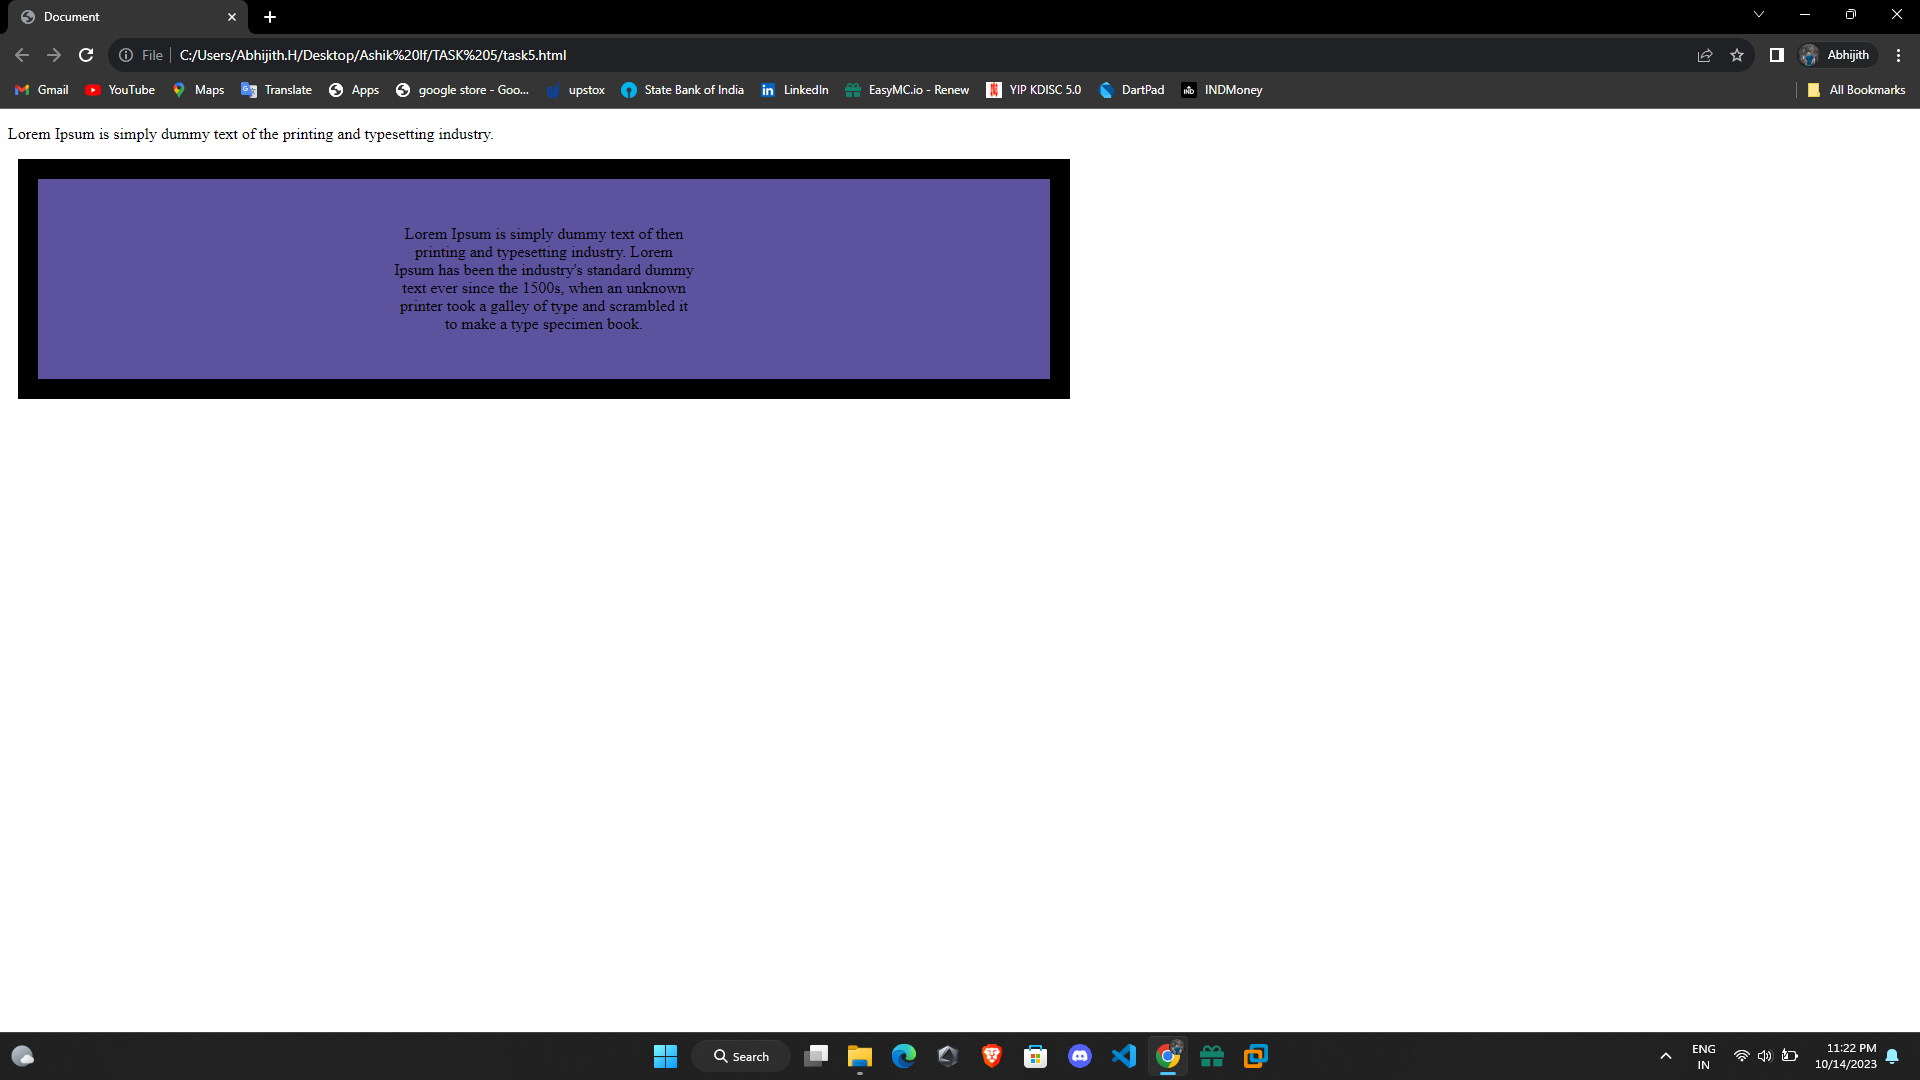 Document
File
C:/Users/Abhijith.H/Desktop/Ashik%20lf/TASK%205/task5.html
Abhijith
Gmail YouTube Maps Translate Apps google store - Goo... upstox State Bank of India LinkedIn EasyMC.io - Renew YIP KDISC 5.0 DartPad INDMoney All Bookmarks
Lorem Ipsum is simply dummy text of the printing and typesetting industry.
Lorem Ipsum is simply dummy text of then
printing and typesetting industry. Lorem
Ipsum has been the industry's standard dummy
text ever since the 1500s, when an unknown
printer took a galley of type and scrambled it
to make a type specimen book.
Search
ENG
IN
11:22 PM
10/14/2023